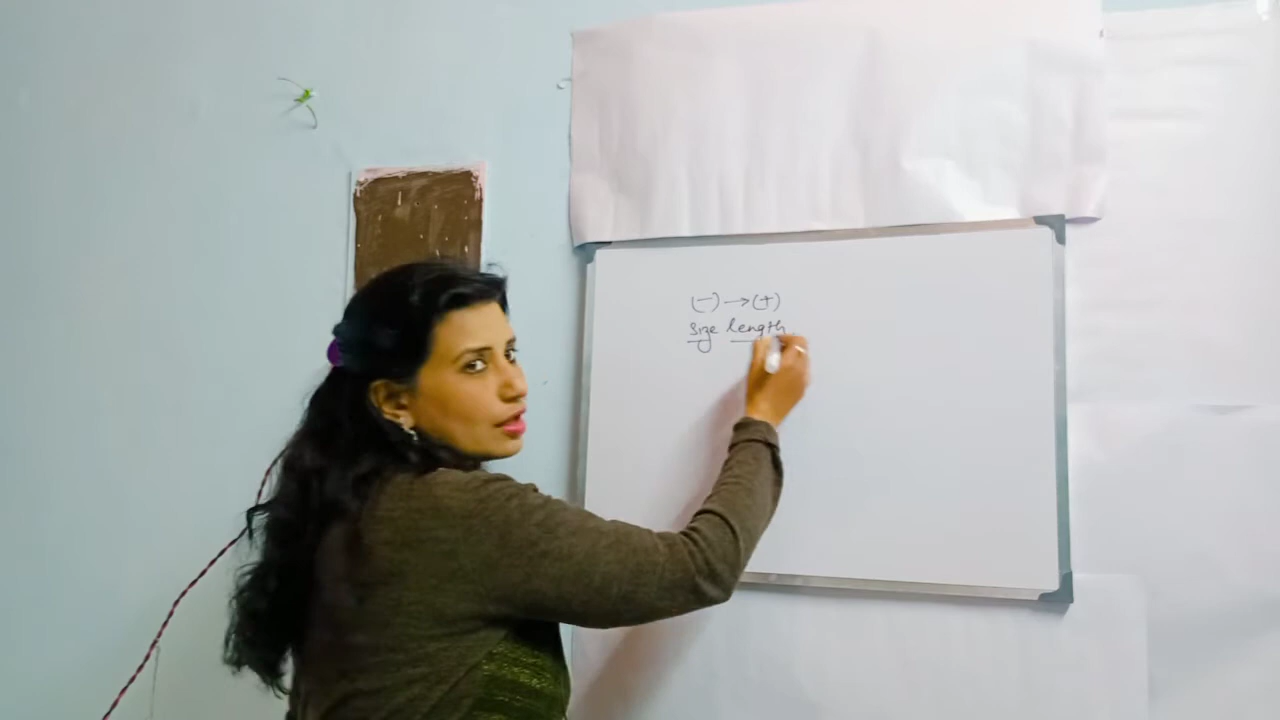 (-) → (+)
Size length